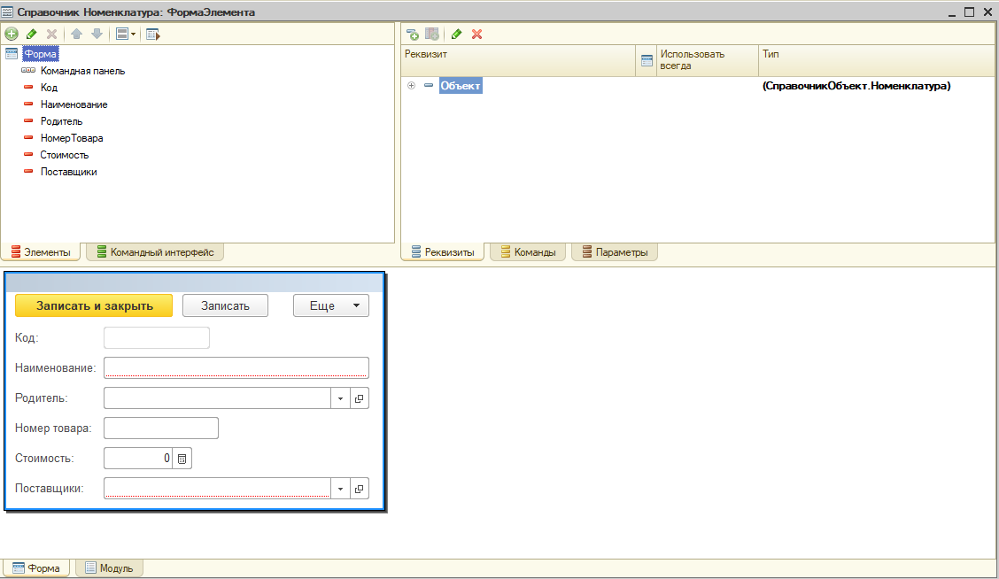 Справочник Номенклатура: ФормаЭлемента
Форма
Командная панель
Код
Наименование
Родитель
НомерТовара
Стоимость
Поставщики
Элементы
Командный интерфейс
Реквизит
Использовать
всегда
Тип
Объект
(СправочникОбъект.Номенклатура)
Реквизиты
Команды
Параметры
Записать и закрыть
Записать
Еще
Код:
Наименование:
Родитель:
Номер товара:
Стоимость:
0
Поставщики:
Форма
Модуль